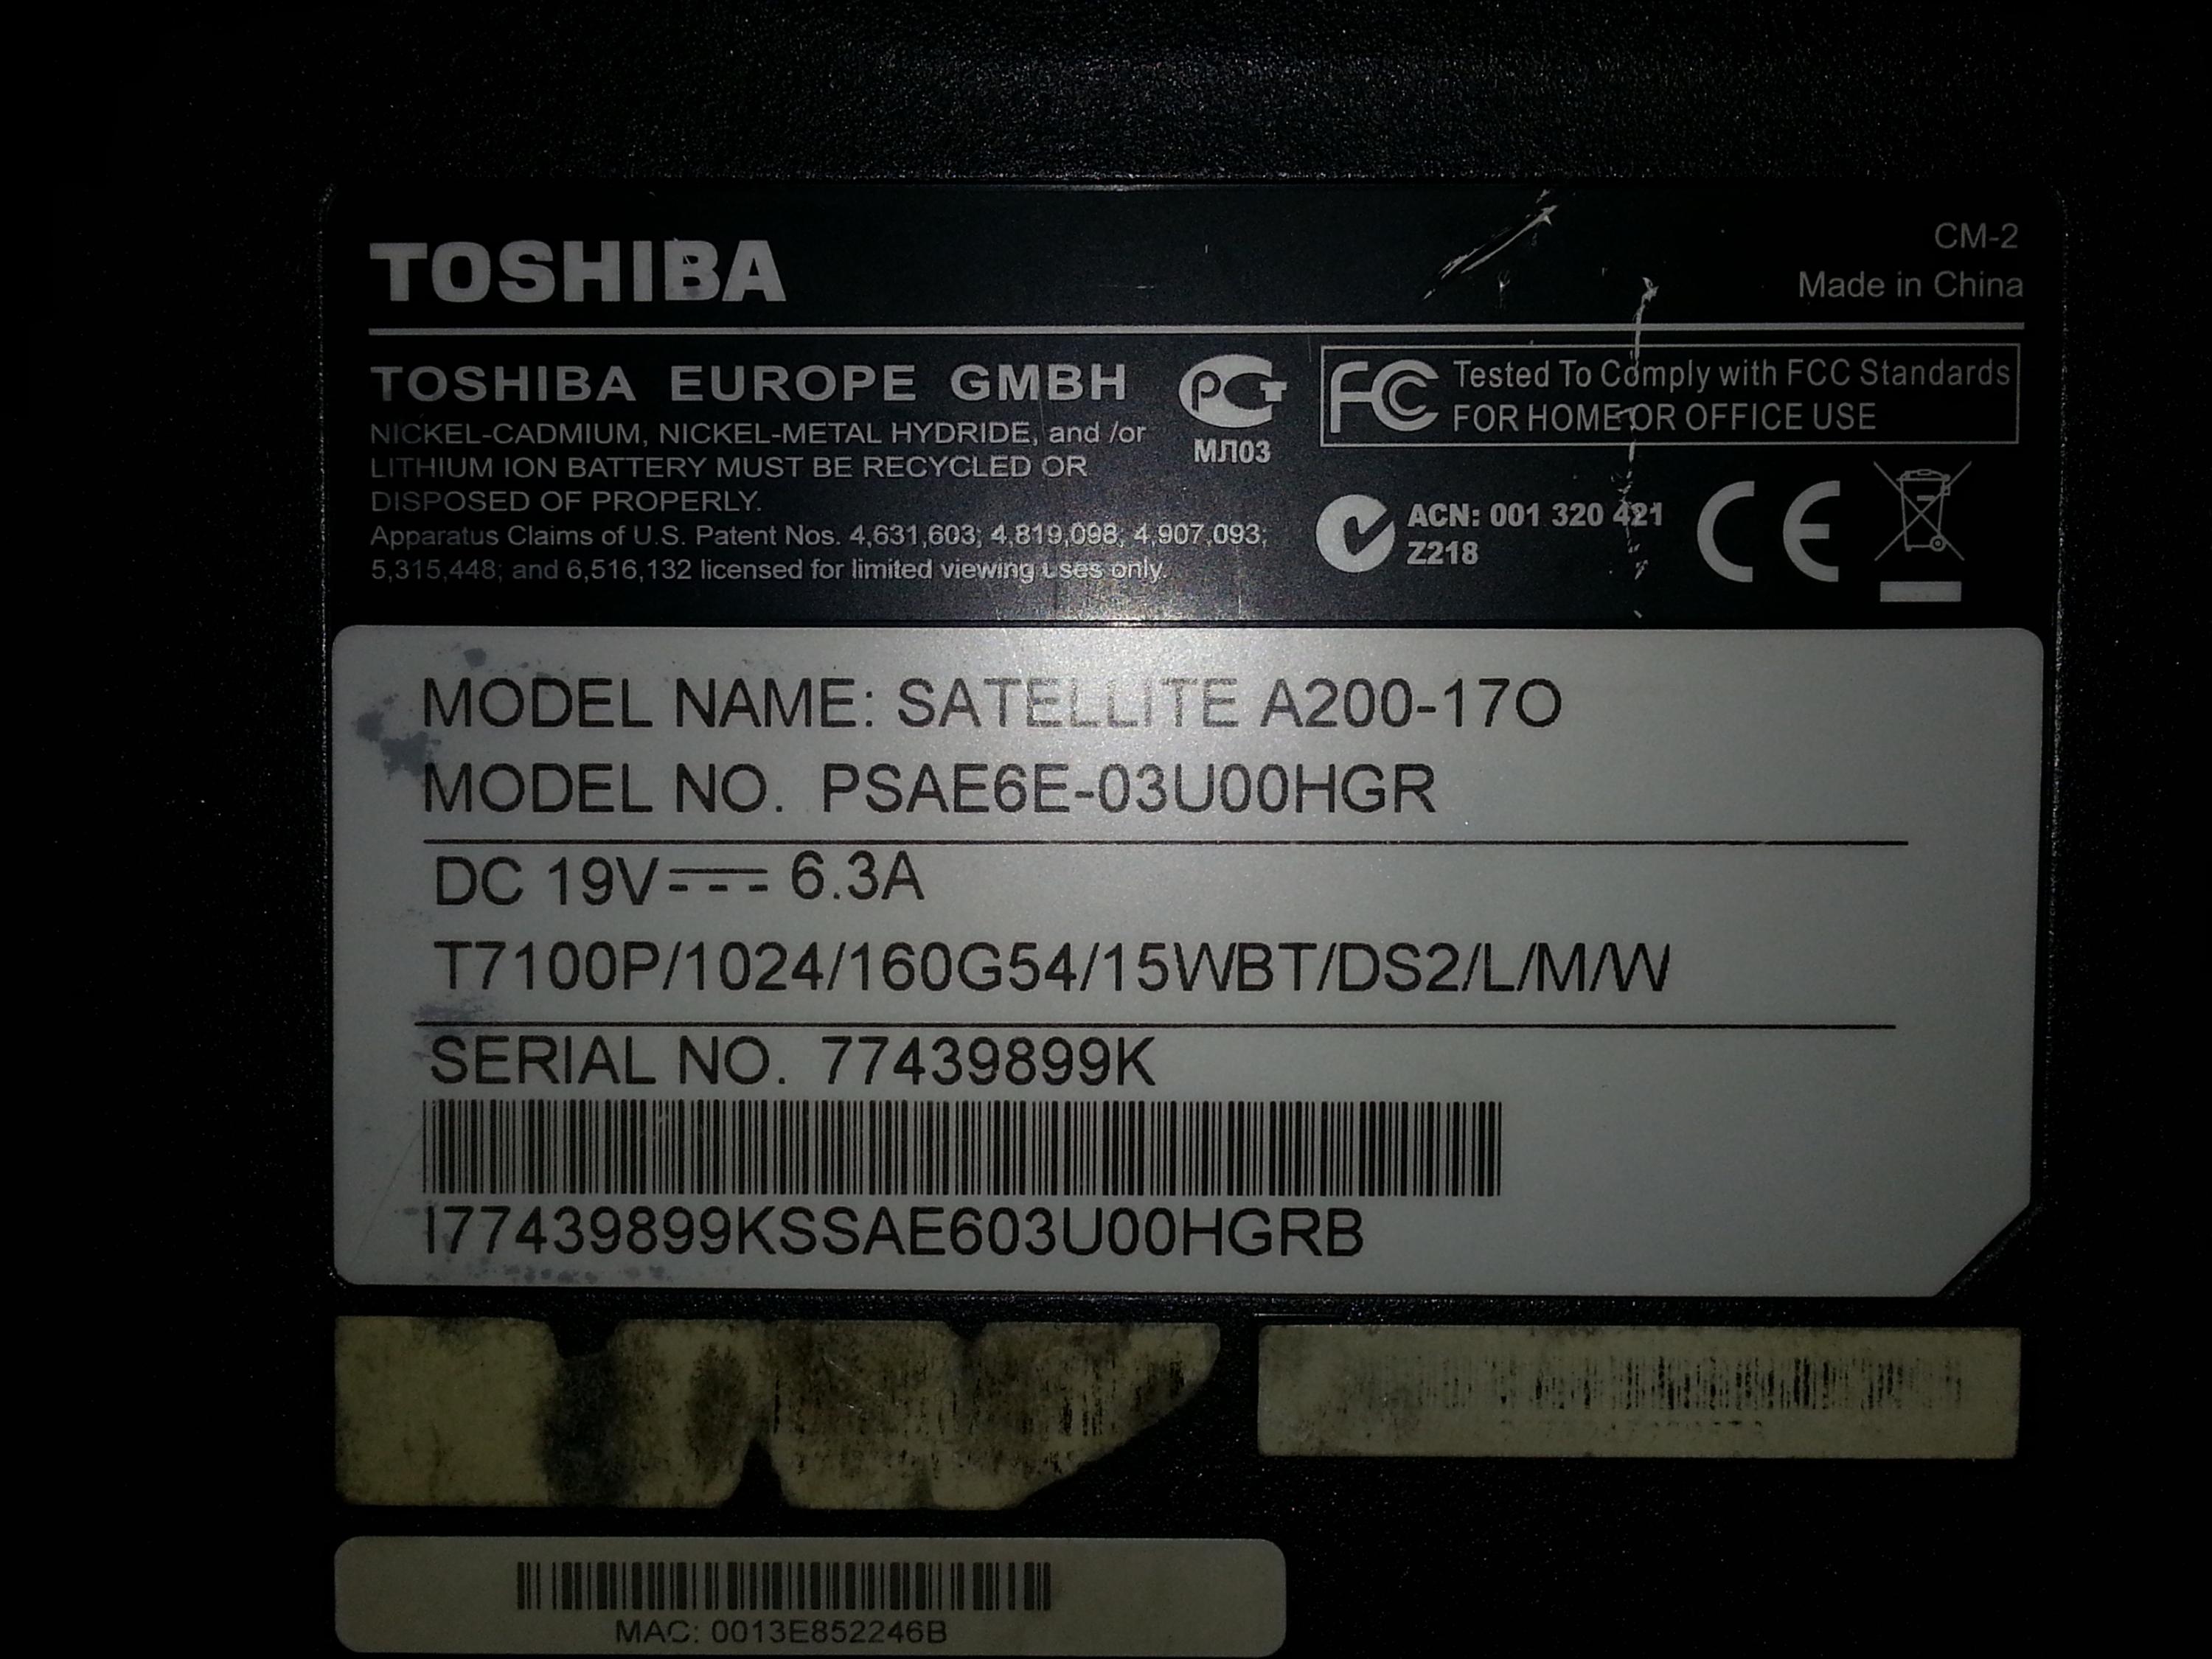 TOSHIBA
CM-2
Made in China
TOSHIBA EUROPE GMBH
NICKEL-CADMIUM, NICKEL-METAL HYDRIDE, and /or
LITHIUM ION BATTERY MUST BE RECYCLED OR
DISPOSED OF PROPERLY.
Apparatus Claims of U.S. Patent Nos. 4,631,603; 4,819,098; 4,907,093;
5,315,448; and 6,516,132 licensed for limited viewing uses only.
РСТ
МЛ03
FC Tested To Comply with FCC Standards
FOR HOME OR OFFICE USE
ACN: 001 320 421
Z218
CE
MODEL NAME: SATELLITE A200-17O
MODEL NO. PSAE6E-03U00HGR
DC 19V 6.3A
T7100P/1024/160G54/15WBT/DS2/L/M/W
SERIAL NO. 77439899K
I77439899KSSAE603U00HGRB
MAC: 0013E852246B